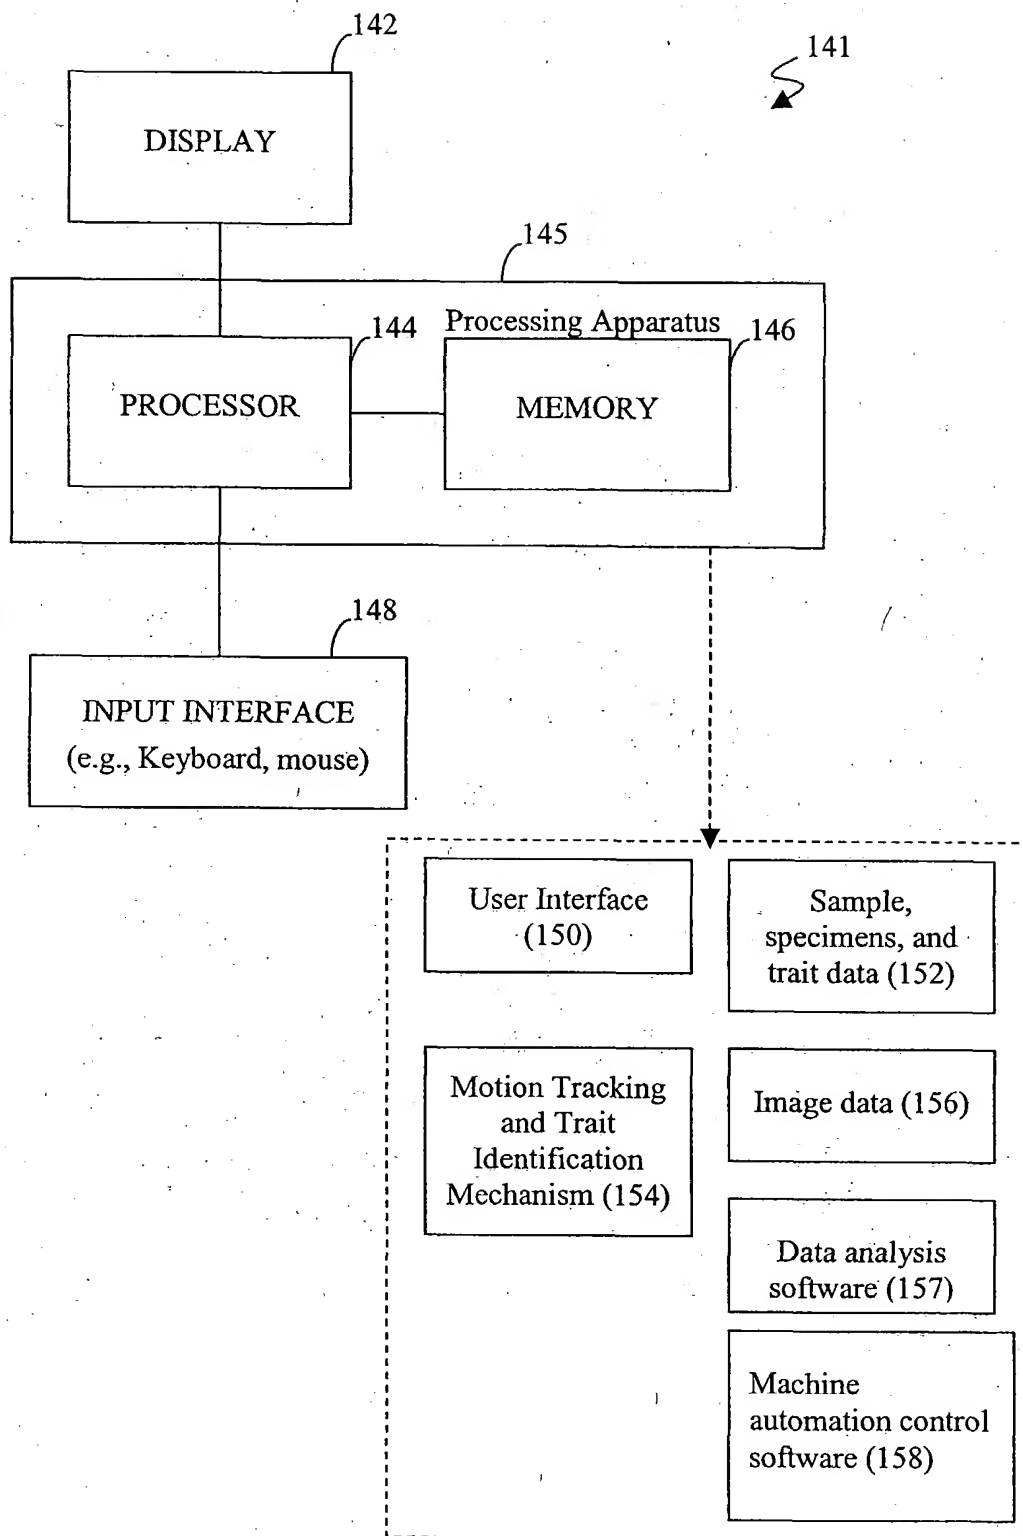 142
141
DISPLAY
145
Processing Apparatus
144
146
PROCESSOR
MEMORY
148
INPUT INTERFACE
(e.g., Keyboard, mouse)
User Interface
(150)
Sample,
specimens, and
trait data (152)
Motion Tracking
and Trait
Identification
Mechanism (154)
Image data (156)
Data analysis
software (157)
Machine
automation control
software (158)